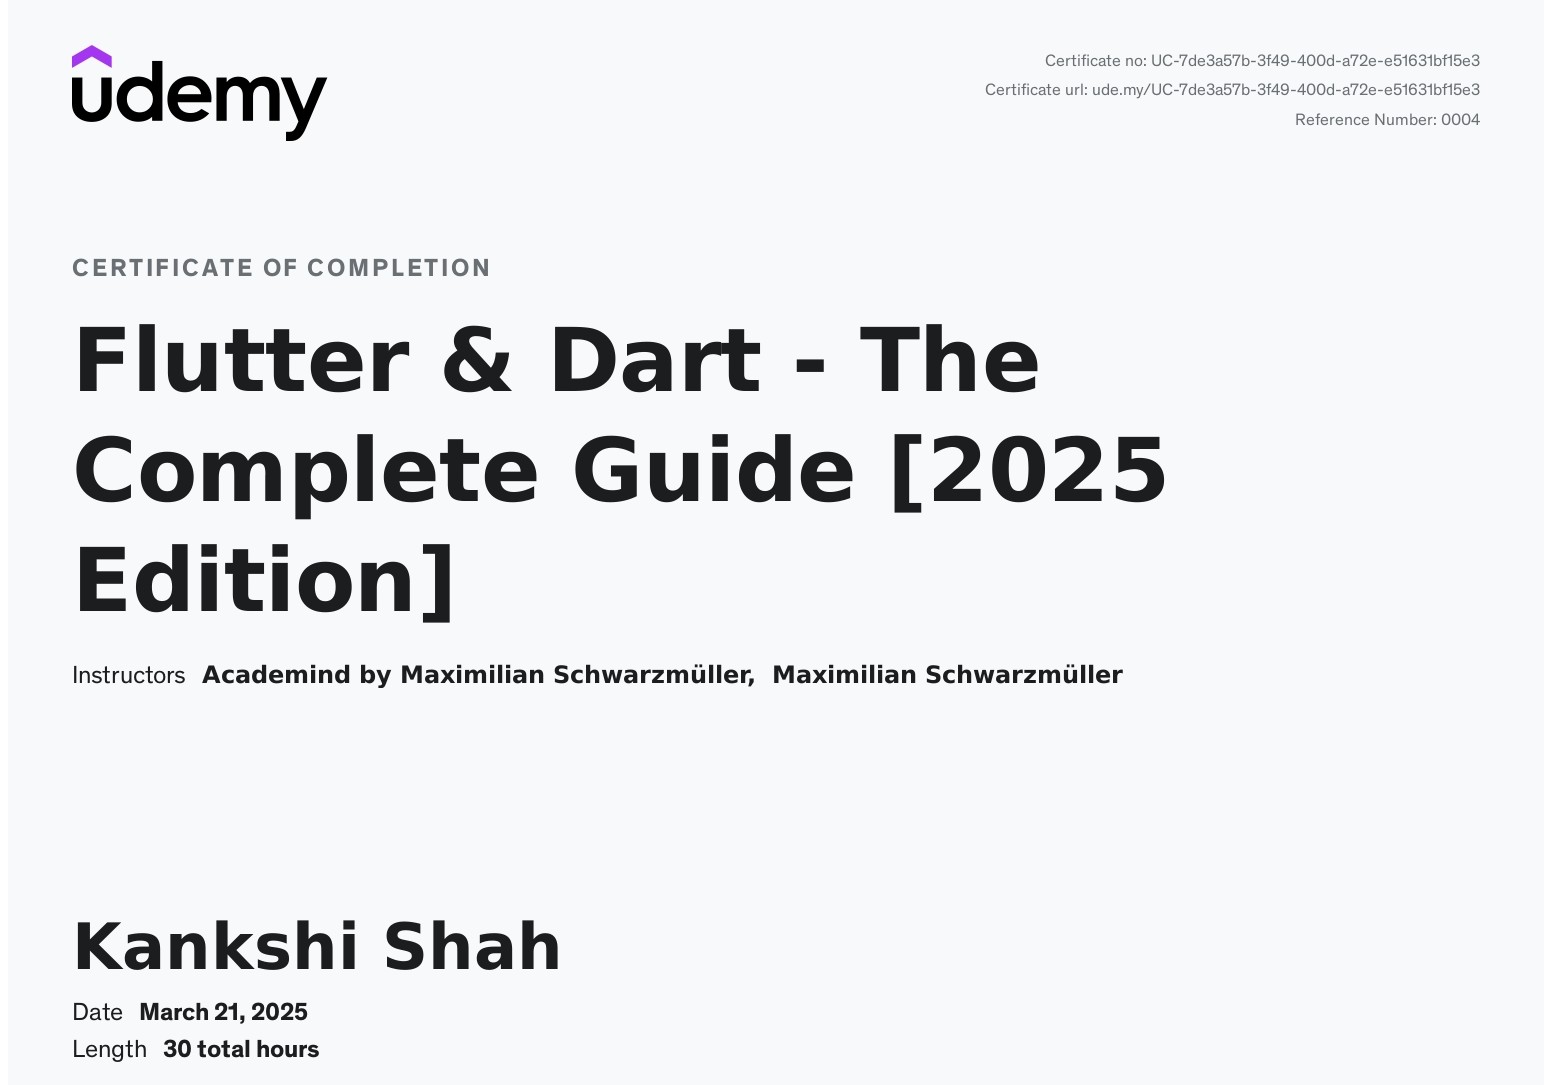 udemy
Certificate no: UC-7de3a57b-3f49-400d-a72e-e51631bf15e3
Certificate url: ude.my/UC-7de3a57b-3f49-400d-a72e-e51631bf15e3
Reference Number: 0004
CERTIFICATE OF COMPLETION
Flutter & Dart - The
Complete Guide [2025
Edition]
Instructors Academind by Maximilian Schwarzmüller, Maximilian Schwarzmüller
Kankshi Shah
Date March 21, 2025
Length 30 total hours